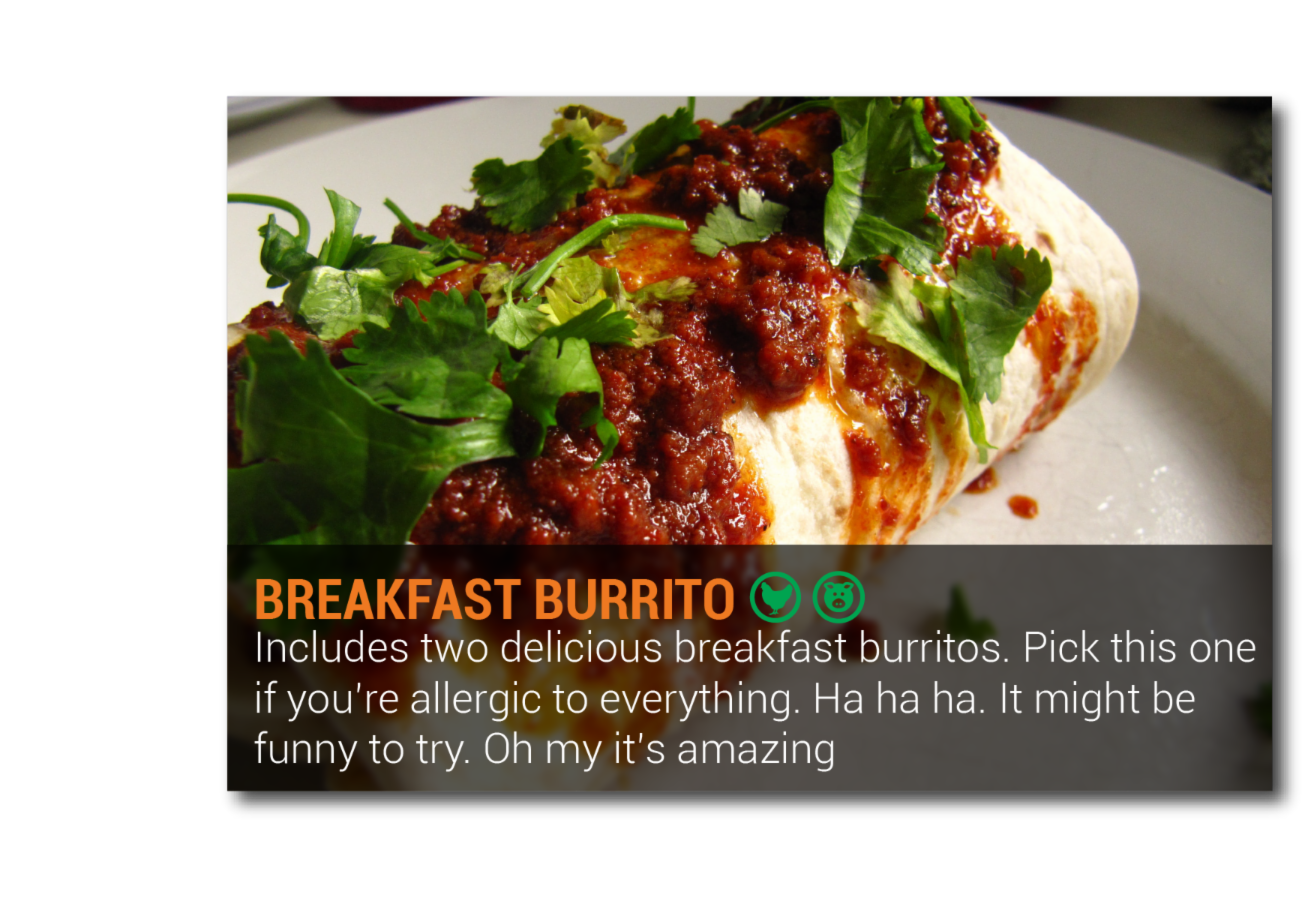 BREAKFAST BURRITO
Includes two delicious breakfast burritos. Pick this one
if you're allergic to everything. Ha ha ha. It might be
funny to try. Oh my it's amazing